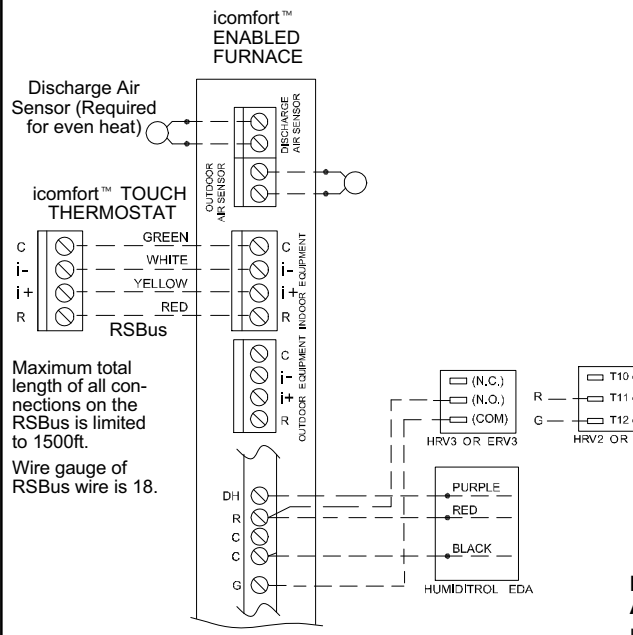 icomfort™
ENABLED
FURNACE
Discharge Air
Sensor (Required
for even heat)
DISCHARGE
AIR SENSOR
OUTDOOR
AIR SENSOR
icomfort™ TOUCH
THERMOSTAT
C GREEN C
i- WHITE i-
i+ YELLOW i+
R RED R
INDOOR EQUIPMENT
RSBus
C
i-
i+
R
OUTDOOR EQUIPMENT
Maximum total
length of all con-
nections on the
RSBus is limited
to 1500ft.
Wire gauge of
RSBus wire is 18.
(N.C.)
(N.O.)
(COM)
HRV3 OR ERV3
T10
R T11
G T12
HRV2 OR
DH PURPLE
R RED
C
C BLACK
G
HUMIDITROL EDA